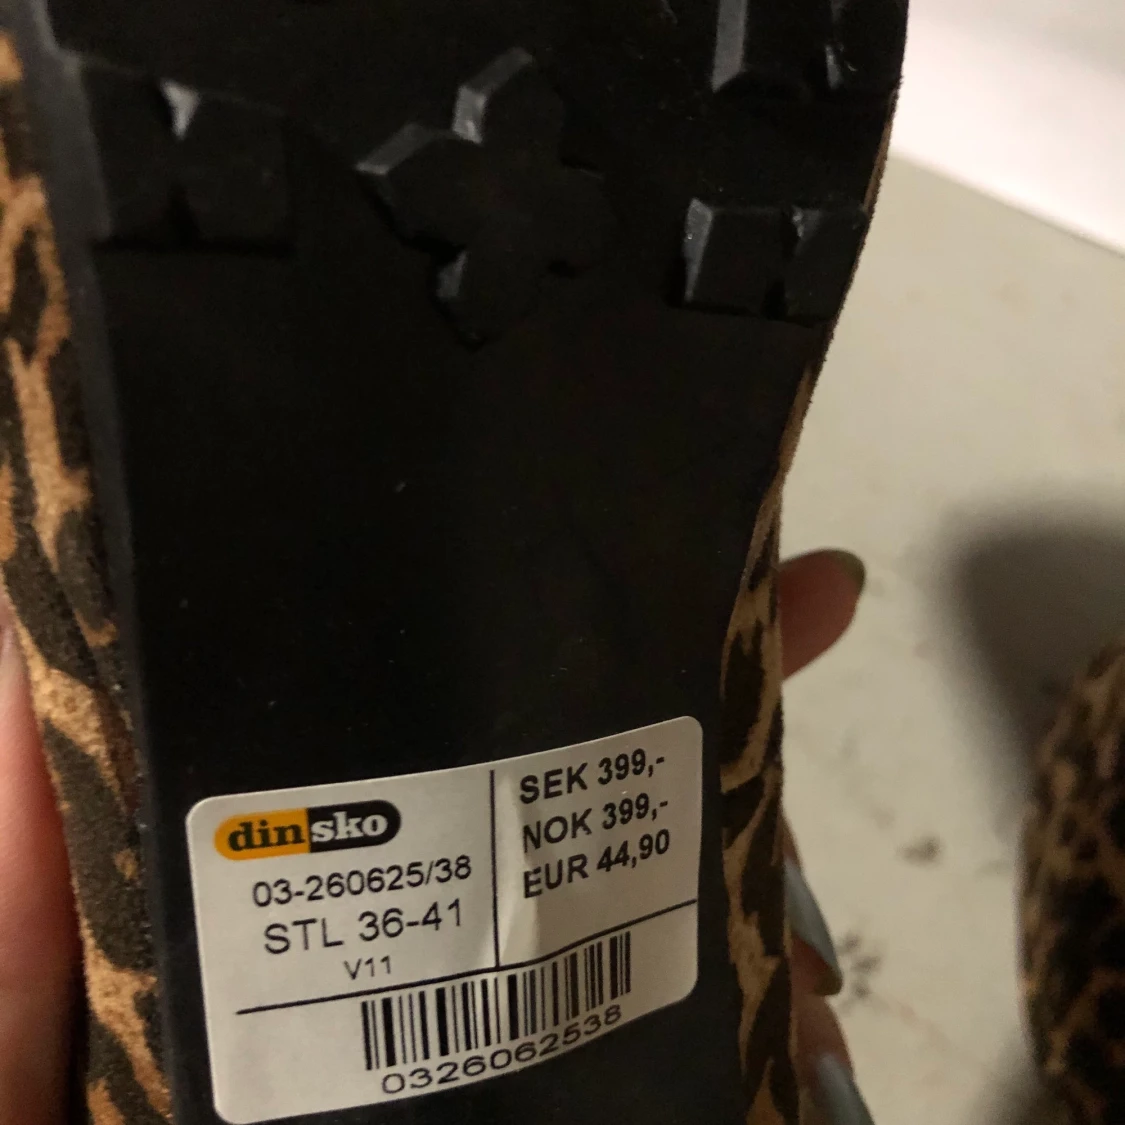 dinsko
03-260625/38
STL 36-41
V11
SEK 399,-
NOK 399,-
EUR 44,90
0326062538